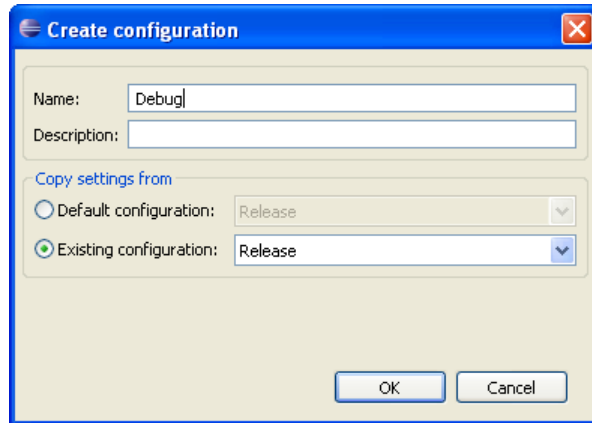 Create configuration
Name: Debug
Description:
Copy settings from
Default configuration: Release
Existing configuration: Release
OK Cancel